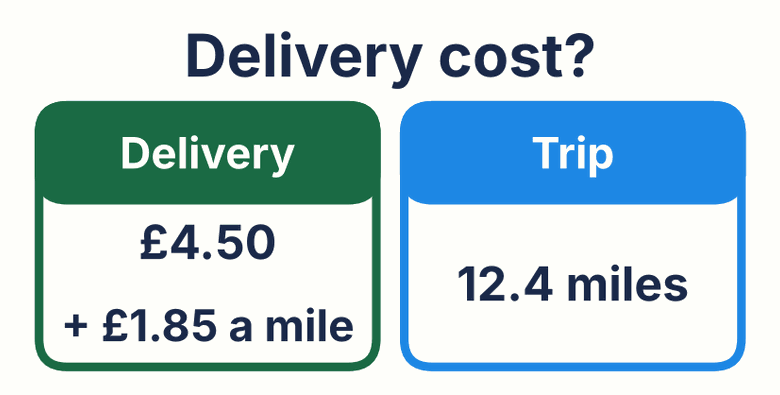 Delivery cost?
Delivery
£4.50
+ £1.85 a mile
Trip
12.4 miles